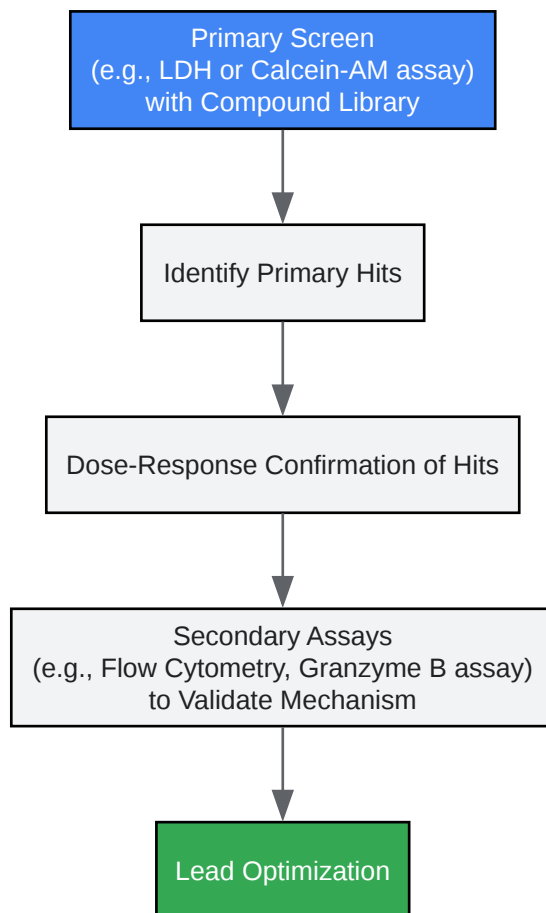 Primary Screen
(e.g., LDH or Calcein-AM assay)
with Compound Library
Identify Primary Hits
Dose-Response Confirmation of Hits
Secondary Assays
(e.g., Flow Cytometry, Granzyme B assay)
to Validate Mechanism
Lead Optimization